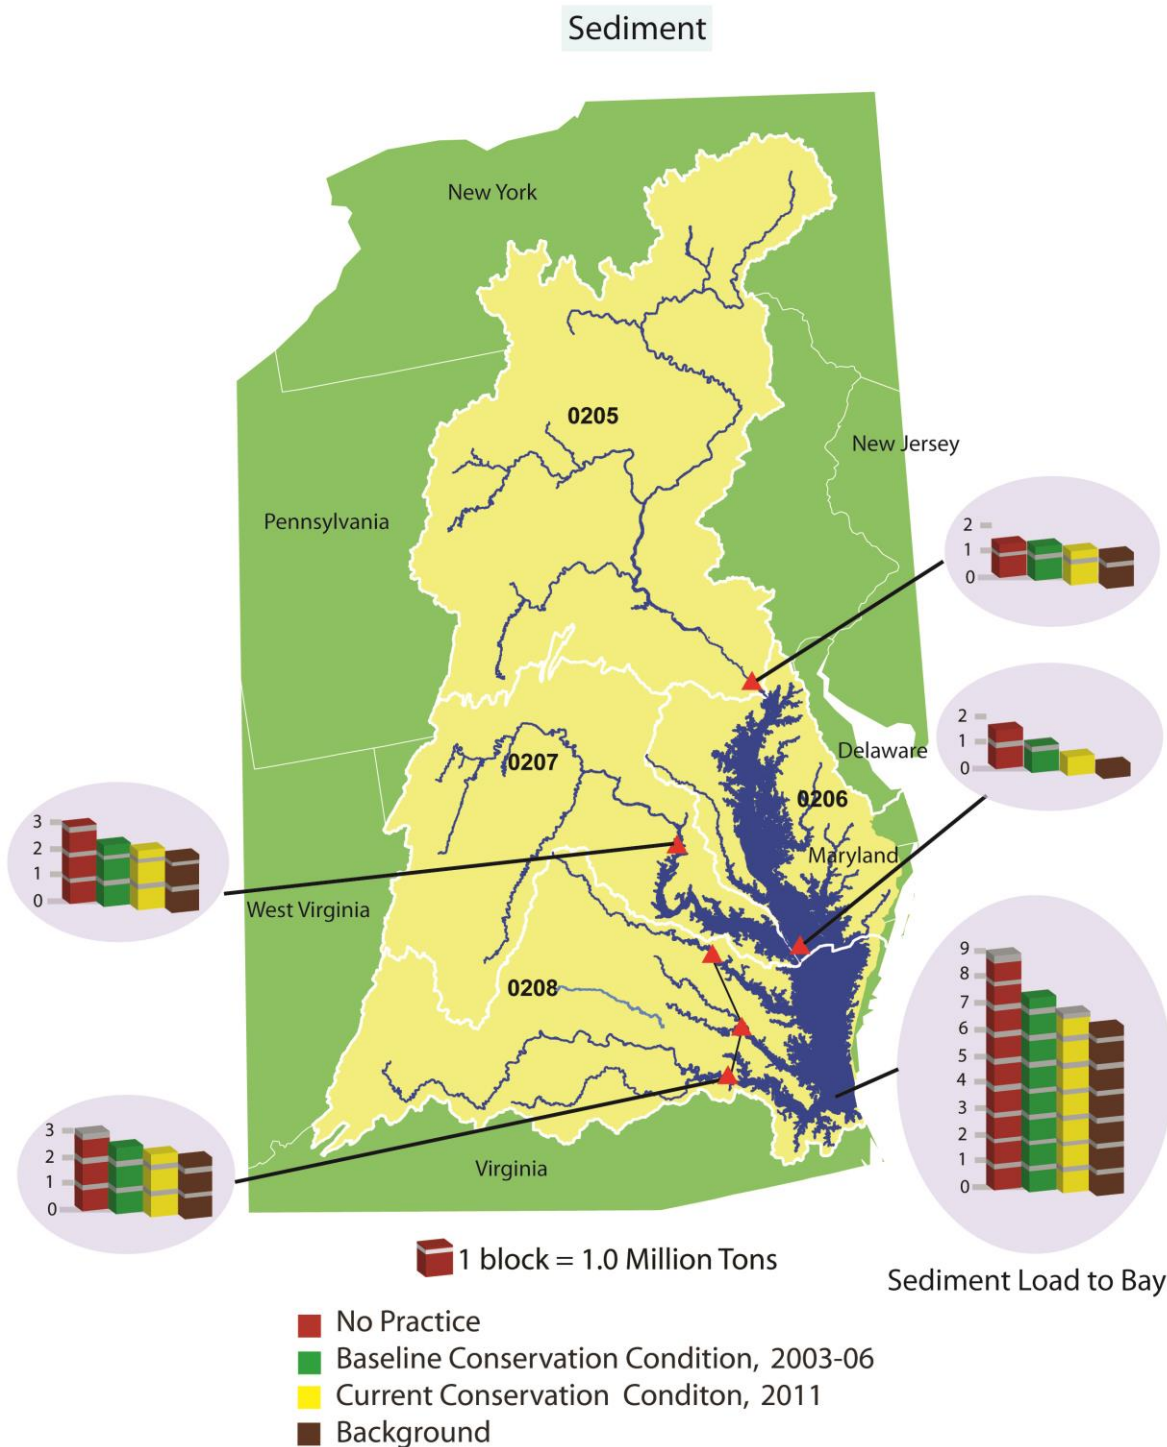 Sediment
New York
0205
New Jersey
Pennsylvania
2
1
0
2
1
0
Delaware
0207
0206
Maryland
3
2
1
0
West Virginia
0208
9
8
7
6
5
4
3
2
1
0
3
2
1
0
Virginia
1 block = 1.0 Million Tons
Sediment Load to Bay
No Practice
Baseline Conservation Condition, 2003-06
Current Conservation Conditon, 2011
Background